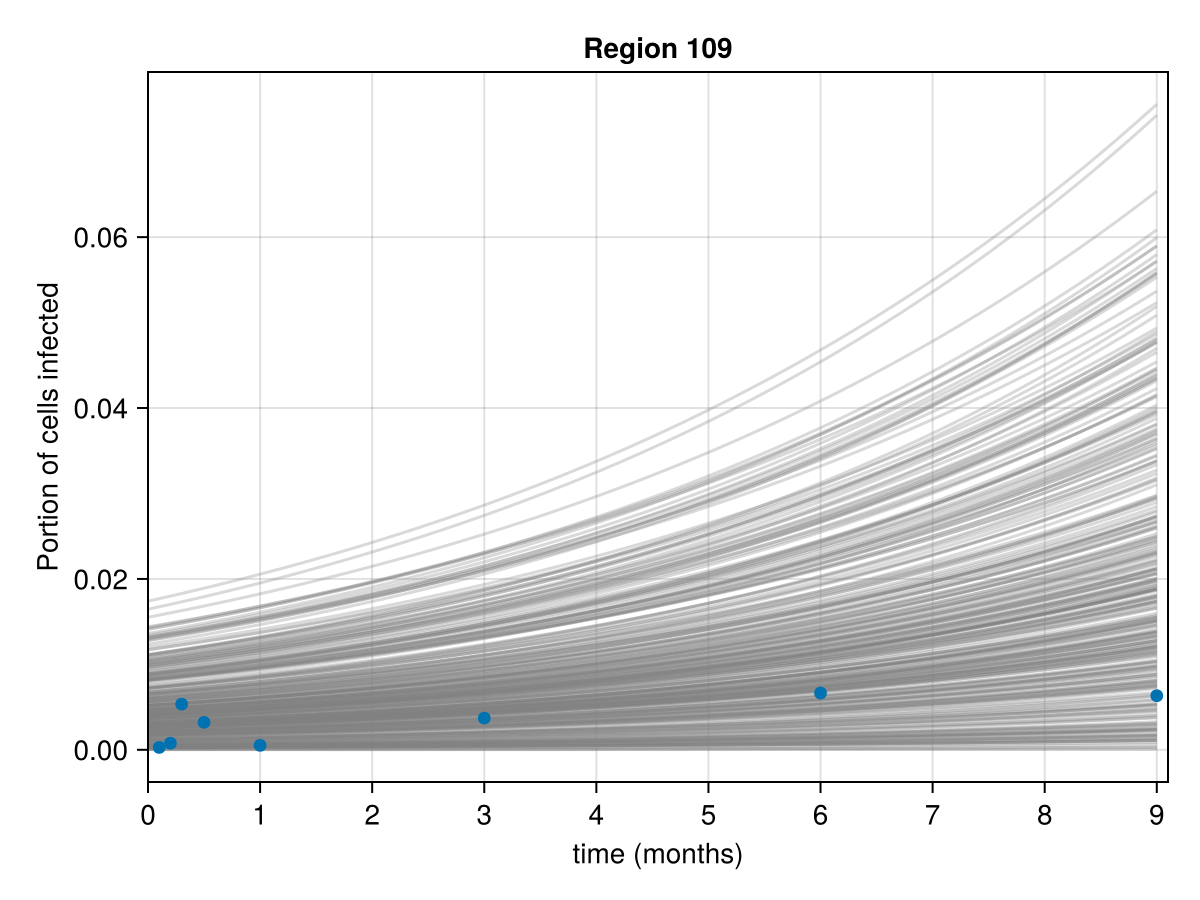 Region 109
Portion of cells infected
0.06
0.04
0.02
0.00
0 1 2 3 4 5 6 7 8 9
time (months)